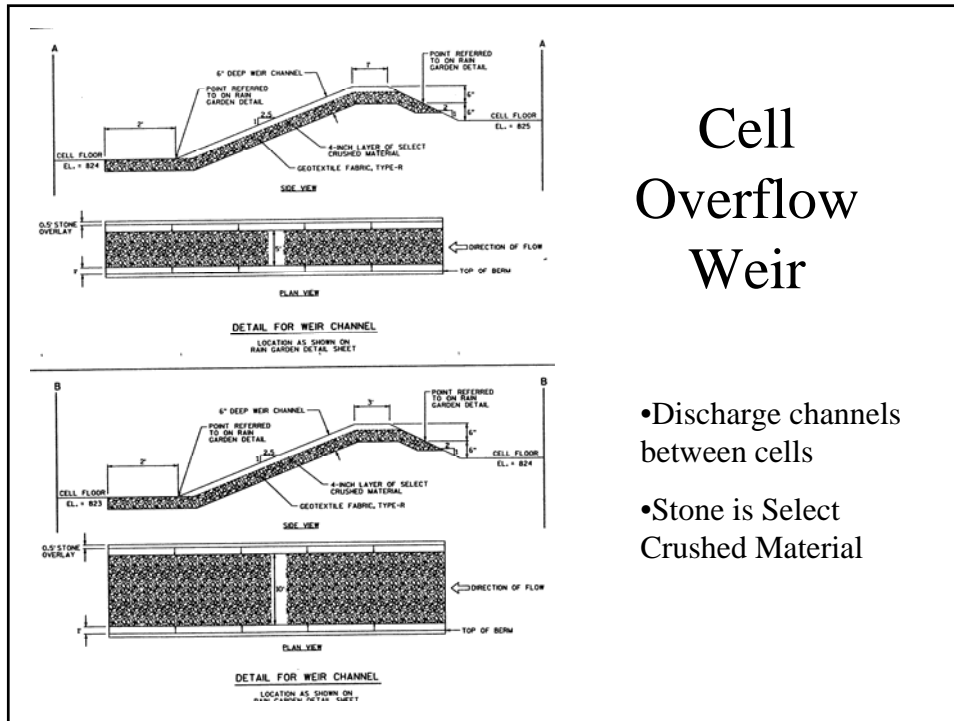 A
A
POINT REFERRED
TO ON RAIN
GARDEN DETAIL
1'
6" DEEP WEIR CHANNEL
POINT REFERRED
TO ON RAIN
GARDEN DETAIL
6"
6"
2
1
2'
2.5
1
CELL FLOOR
EL. = 825
CELL FLOOR
EL. = 824
4-INCH LAYER OF SELECT
CRUSHED MATERIAL
GEOTEXTILE FABRIC, TYPE-R
SIDE VIEW
0.5' STONE
OVERLAY
5'
DIRECTION OF FLOW
1'
TOP OF BERM
PLAN VIEW
DETAIL FOR WEIR CHANNEL
LOCATION AS SHOWN ON
RAIN GARDEN DETAIL SHEET
B
B
POINT REFERRED
TO ON RAIN
GARDEN DETAIL
3'
6" DEEP WEIR CHANNEL
POINT REFERRED
TO ON RAIN
GARDEN DETAIL
6"
6"
2
1
2'
2.5
1
CELL FLOOR
EL. = 824
CELL FLOOR
EL. = 823
4-INCH LAYER OF SELECT
CRUSHED MATERIAL
GEOTEXTILE FABRIC, TYPE-R
SIDE VIEW
0.5' STONE
OVERLAY
10'
DIRECTION OF FLOW
1'
TOP OF BERM
PLAN VIEW
DETAIL FOR WEIR CHANNEL
LOCATION AS SHOWN ON
RAIN GARDEN DETAIL SHEET
Cell
Overflow
Weir
•Discharge channels
between cells
•Stone is Select
Crushed Material